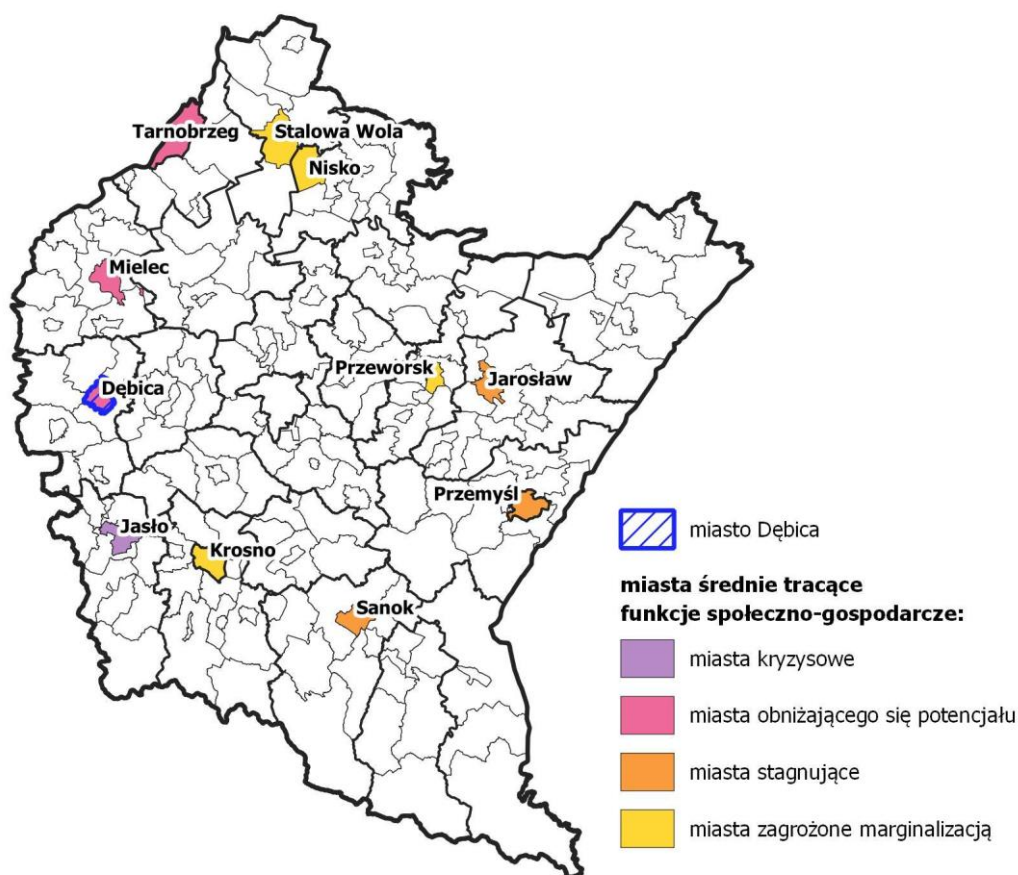 Tarnobrzeg
Stalowa Wola
Nisko
Mielec
Przeworsk
Jarosław
Dębica
Przemyśl
Jasło
Krosno
Sanok
miasto Dębica
miasta średnie tracące
funkcje społeczno-gospodarcze:
miasta kryzysowe
miasta obniżającego się potencjału
miasta stagnujące
miasta zagrożone marginalizacją